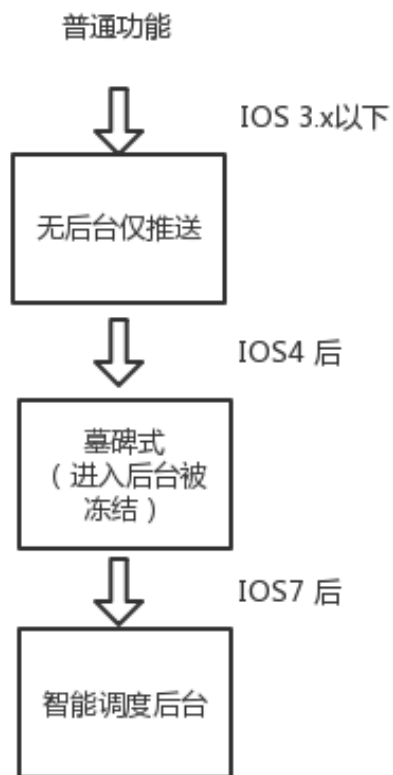 普通功能
IOS 3.x以下
无后台仅推送
IOS4 后
墓碑式
（进入后台被
冻结）
IOS7 后
智能调度后台